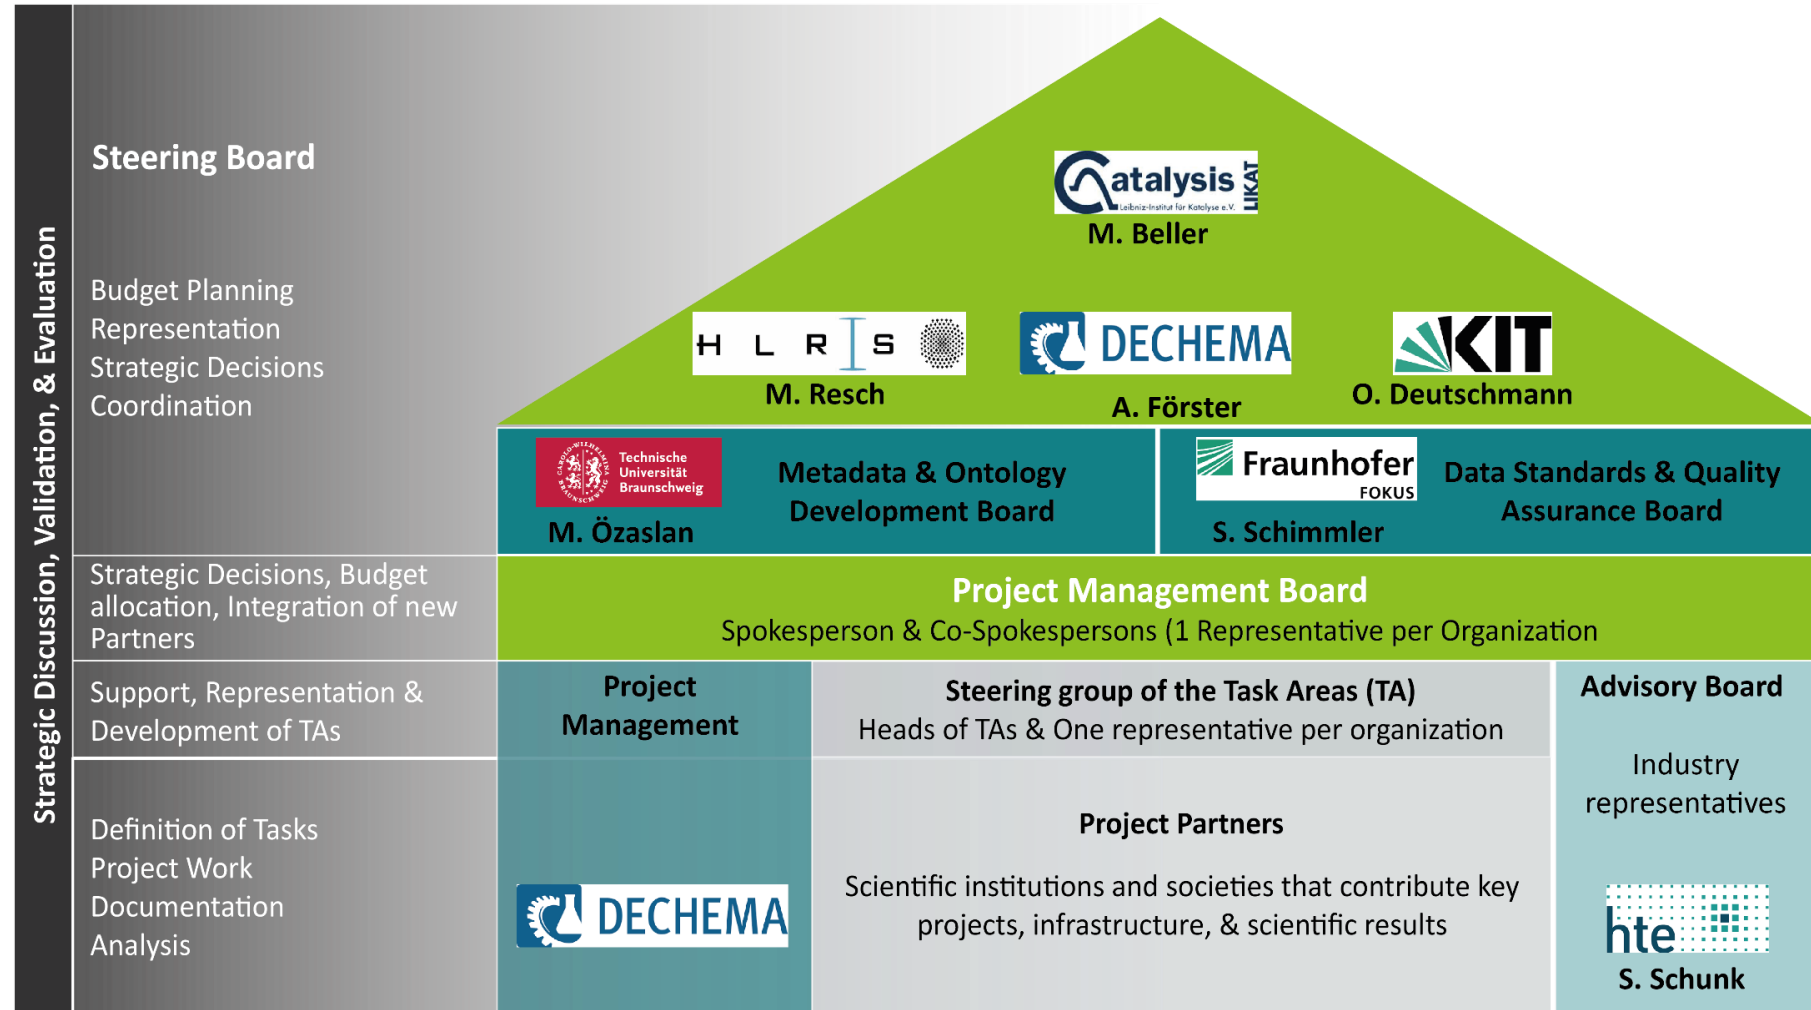 Strategic Discussion, Validation, & Evaluation
Steering Board
Budget Planning
Representation
Strategic Decisions
Coordination
Catalysis
LIKAT
Leibniz-Institut für Katalyse e.V.
M. Beller
H L R I S
M. Resch
DECHEMA
A. Förster
KIT
O. Deutschmann
CAROLO-WILHELMINA
BRAUNSCHWEIG
Technische
Universität
Braunschweig
M. Özaslan
Metadata & Ontology
Development Board
Fraunhofer
FOKUS
S. Schimmler
Data Standards & Quality
Assurance Board
Strategic Decisions, Budget
allocation, Integration of new
Partners
Project Management Board
Spokesperson & Co-Spokespersons (1 Representative per Organization
Support, Representation &
Development of TAs
Project
Management
Steering group of the Task Areas (TA)
Heads of TAs & One representative per organization
Advisory Board
Industry
representatives
Definition of Tasks
Project Work
Documentation
Analysis
DECHEMA
Project Partners
Scientific institutions and societies that contribute key
projects, infrastructure, & scientific results
hte
S. Schunk